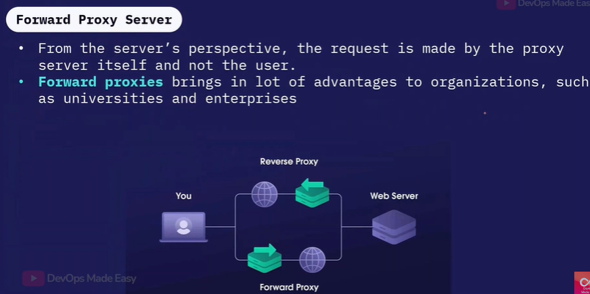 DevOps Made Easy
Forward Proxy Server
• From the server's perspective, the request is made by the proxy
server itself and not the user.
• Forward proxies brings in lot of advantages to organizations, such
as universities and enterprises
Reverse Proxy
You
Web Server
DevOps Made Easy
Forward Proxy